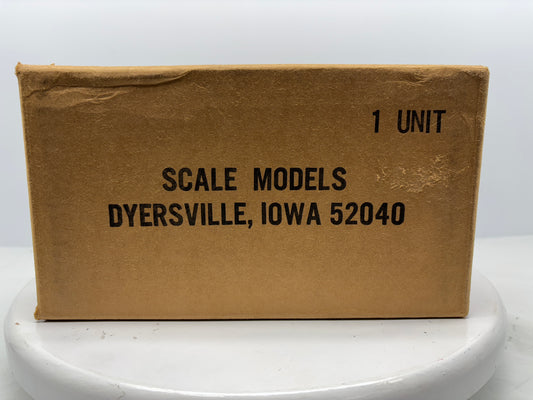 1 UNIT
SCALE MODELS
DYERSVILLE, IOWA 52040